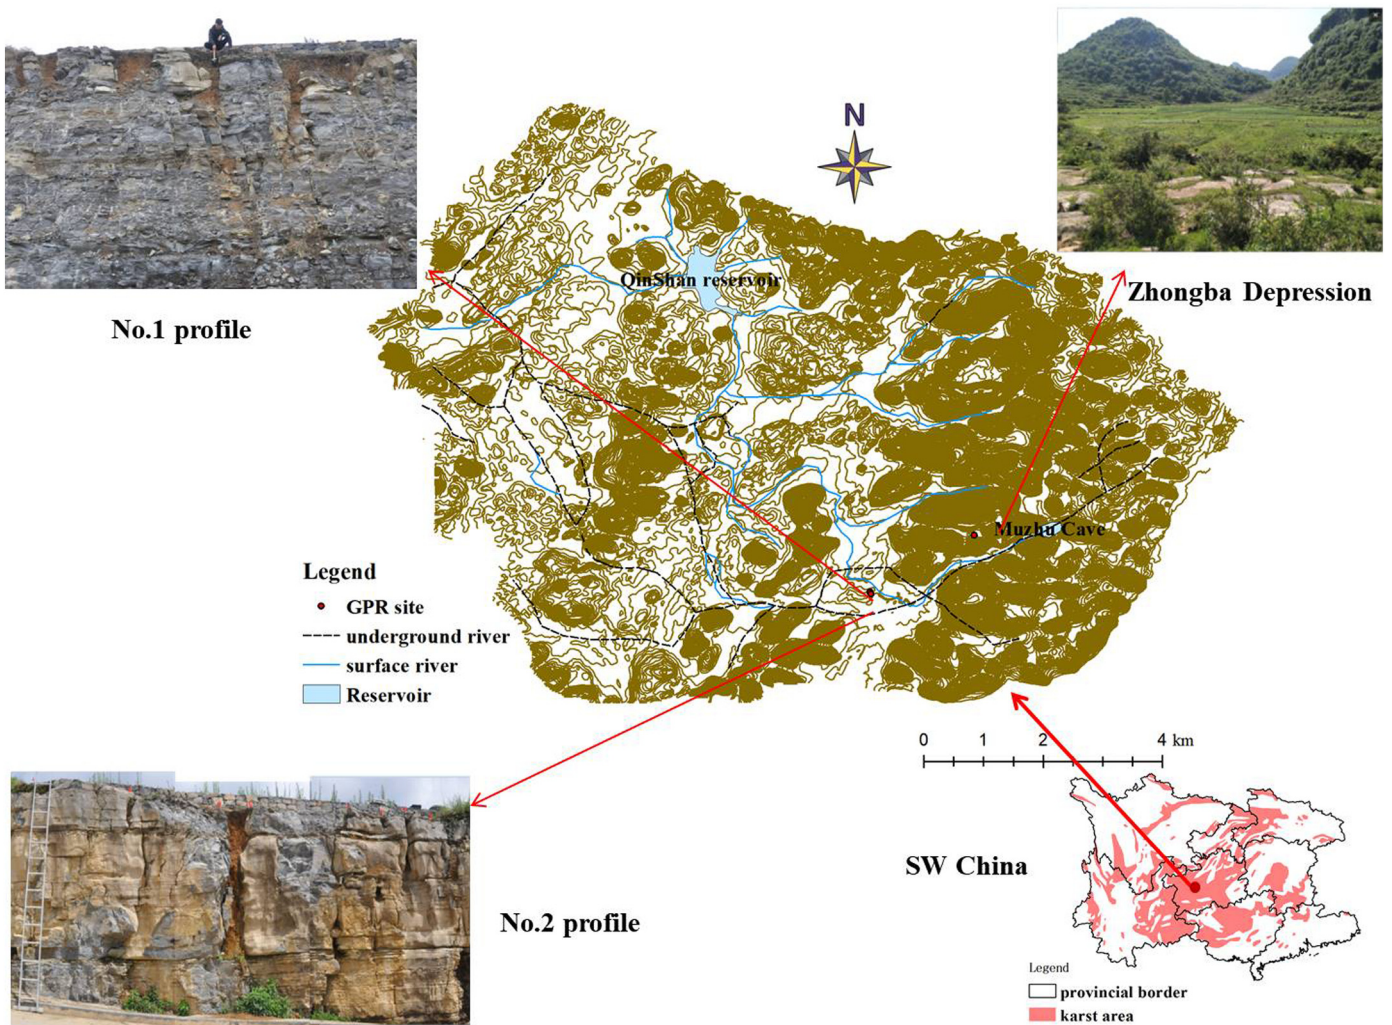 N
QinShan reservoir
Zhongba Depression
No.1 profile
Muzhu Cave
Legend
GPR site
underground river
surface river
Reservoir
0 1 2 4 km
SW China
No.2 profile
Legend
provincial border
karst area